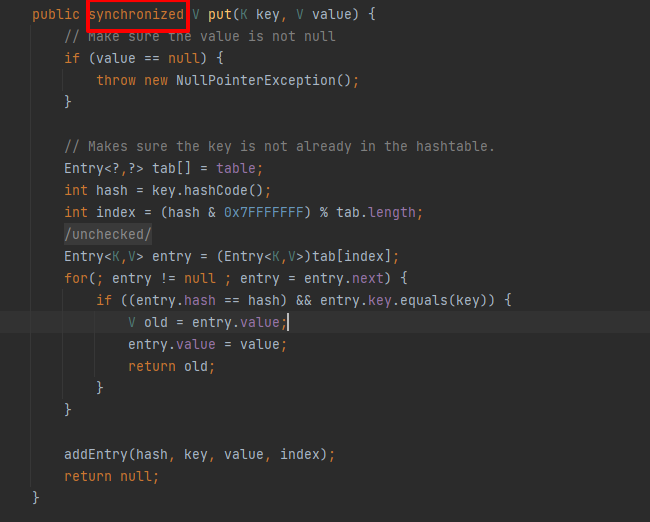 public synchronized V put(K key, V value) {
// Make sure the value is not null
if (value == null) {
throw new NullPointerException();
}
// Makes sure the key is not already in the hashtable.
Entry<?,?> tab[] = table;
int hash = key.hashCode();
int index = (hash & 0x7FFFFFFF) % tab.length;
/unchecked/
Entry<K,V> entry = (Entry<K,V>)tab[index];
for(; entry != null ; entry = entry.next) {
if ((entry.hash == hash) && entry.key.equals(key)) {
V old = entry.value;
entry.value = value;
return old;
}
}
addEntry(hash, key, value, index);
return null;
}